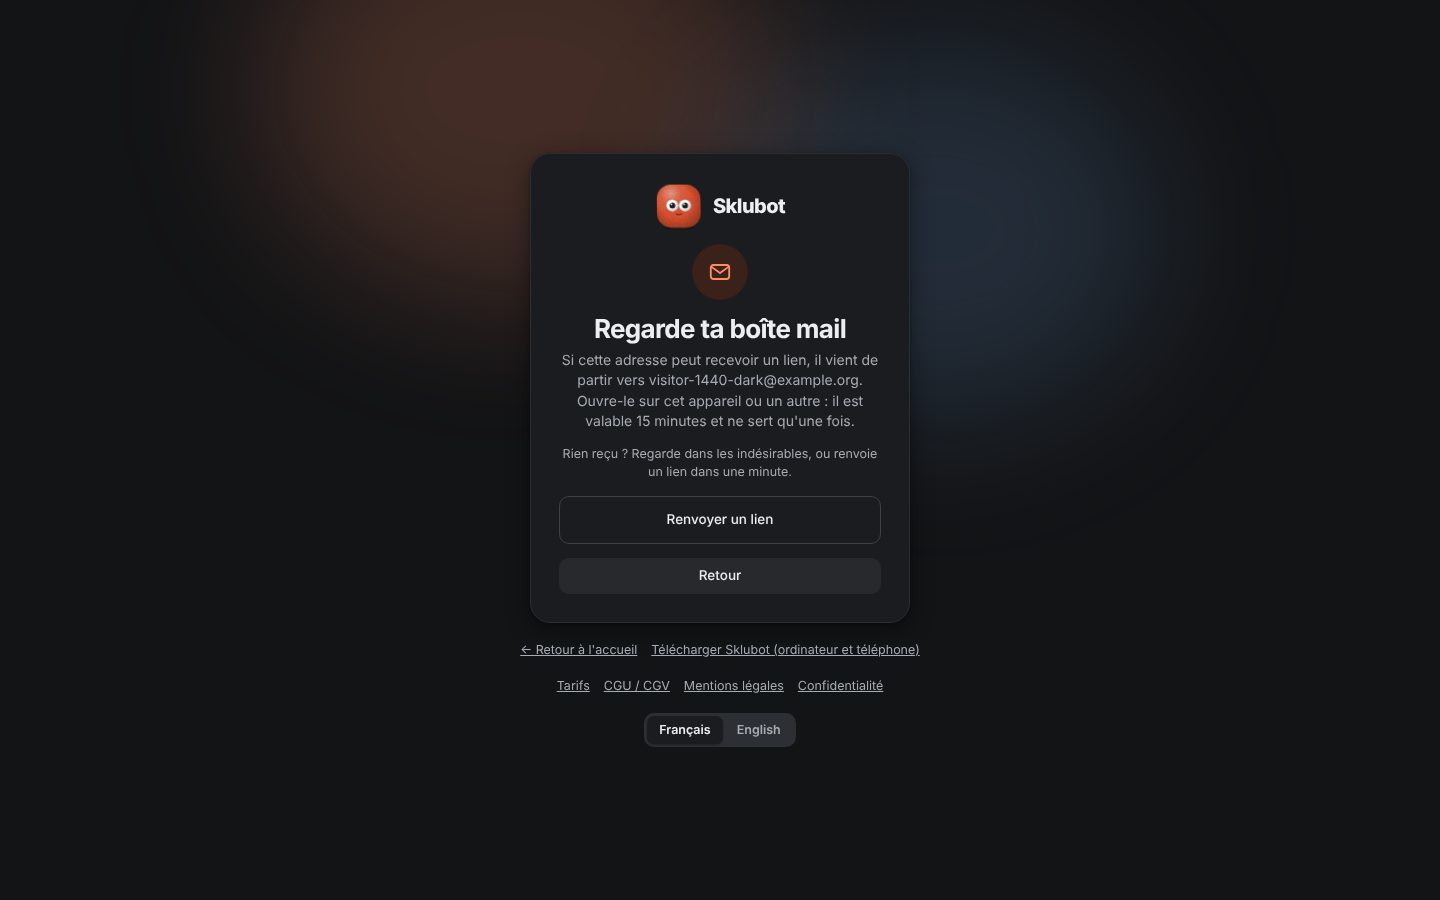 Sklubot
Regarde ta boîte mail
Si cette adresse peut recevoir un lien, il vient de
partir vers visitor-1440-dark@example.org.
Ouvre-le sur cet appareil ou un autre : il est
valable 15 minutes et ne sert qu'une fois.
Rien reçu ? Regarde dans les indésirables, ou renvoie
un lien dans une minute.
Renvoyer un lien
Retour
← Retour à l'accueil Télécharger Sklubot (ordinateur et téléphone)
Tarifs CGU / CGV Mentions légales Confidentialité
Français English